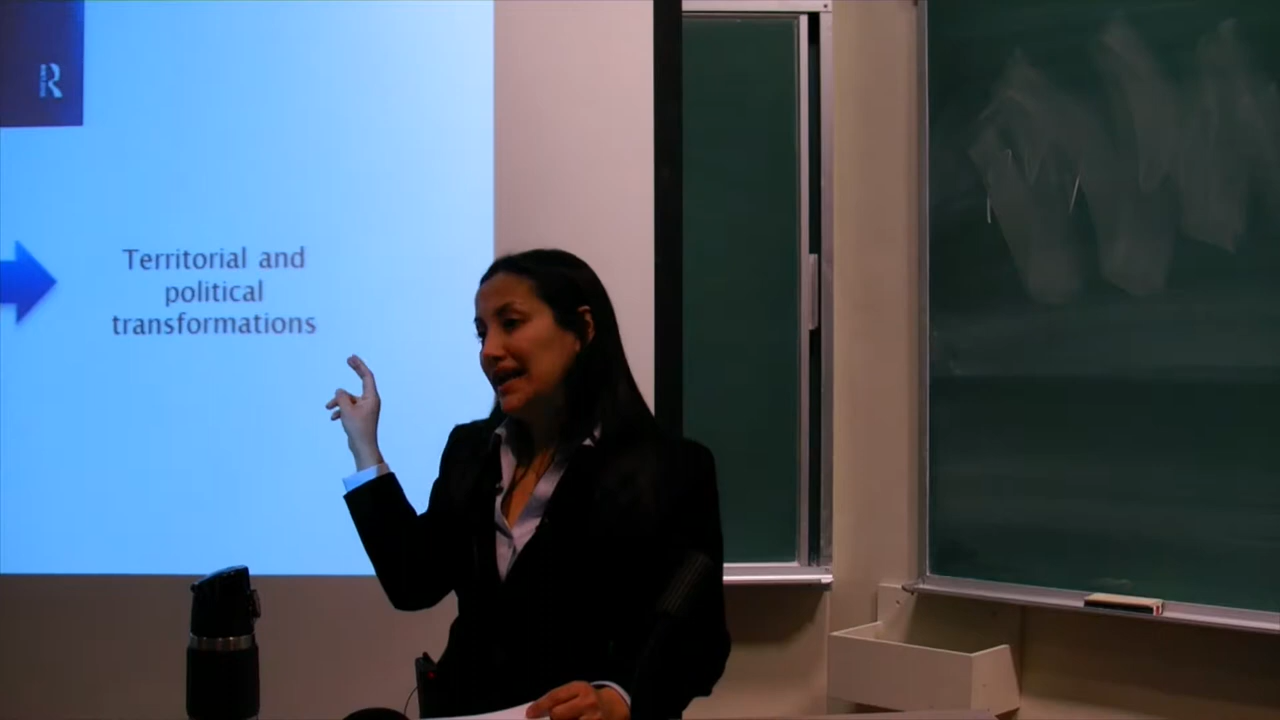 R
Territorial and
political
transformations